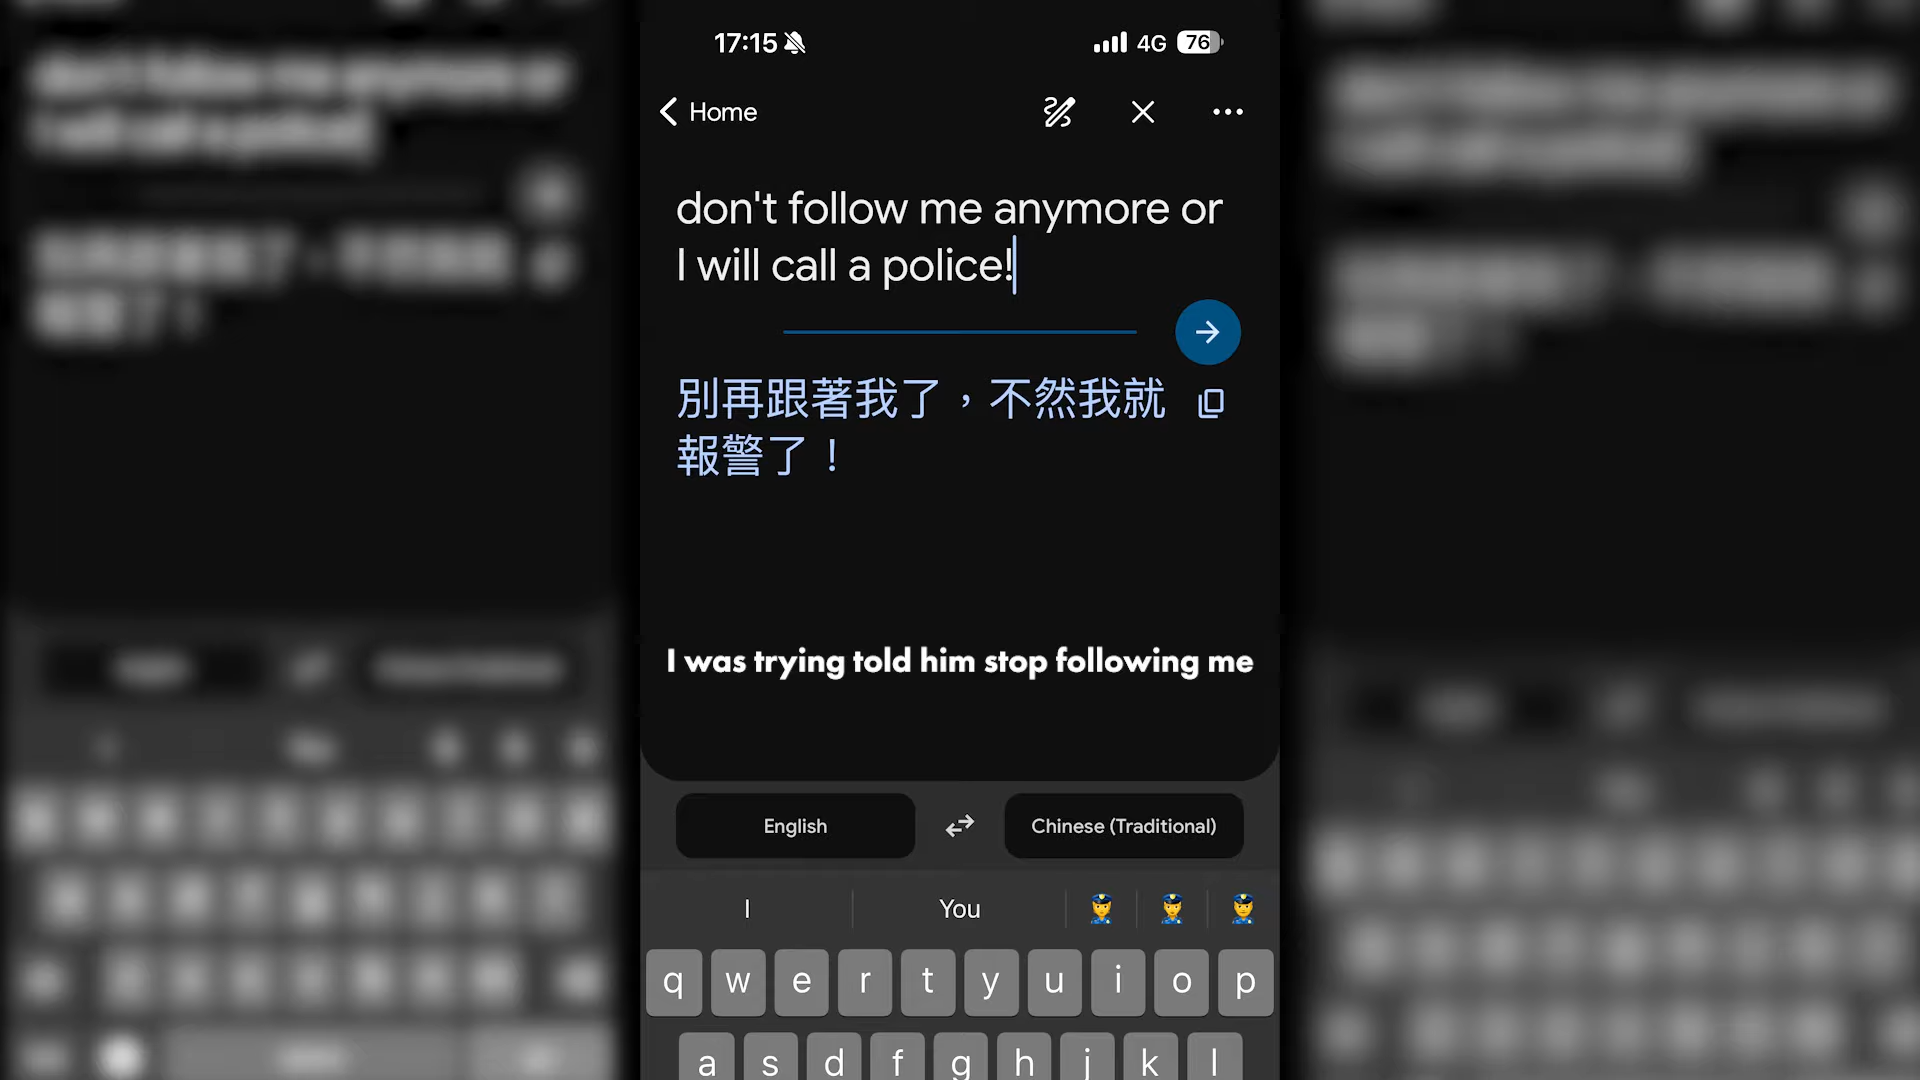 17:15 4G 76
Home
don't follow me anymore or
I will call a police!
別再跟著我了，不然我就
報警了！
I was trying told him stop following me
English Chinese (Traditional)
I You
q w e r t y u i o p
a s d f g h j k l